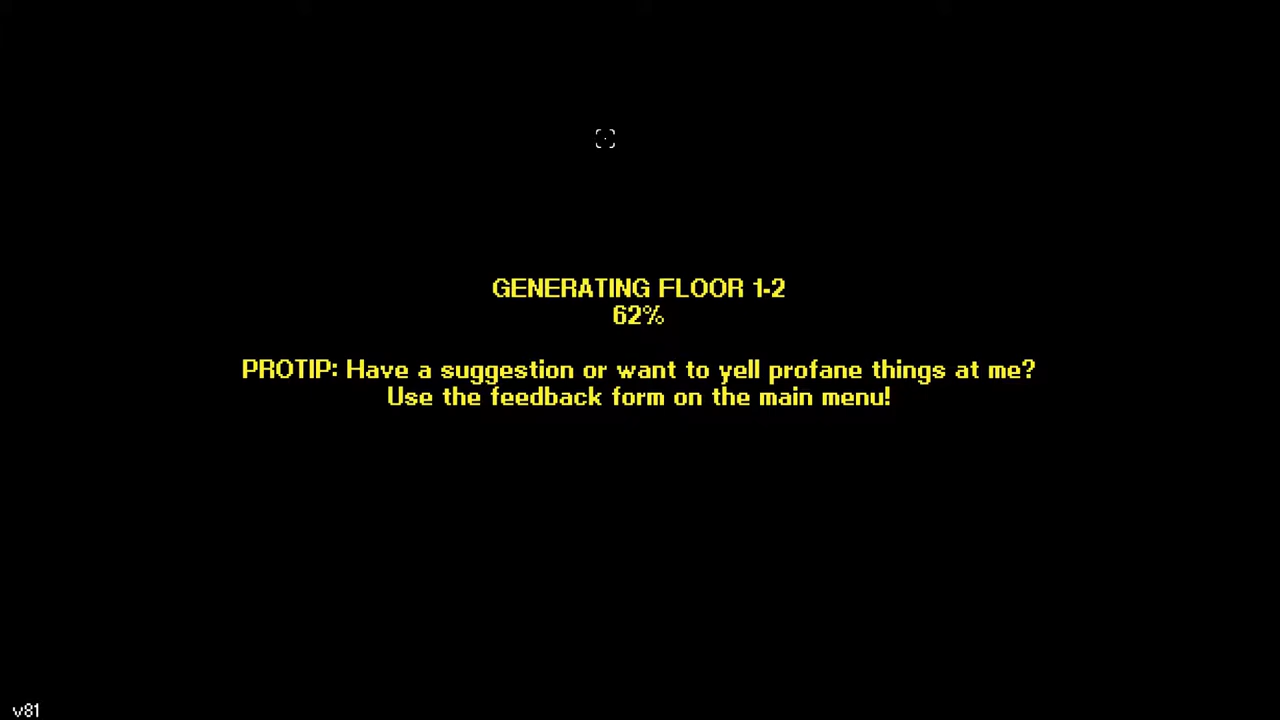 GENERATING FLOOR 1-2
62%
PROTIP: Have a suggestion or want to yell profane things at me?
Use the feedback form on the main menu!
v81